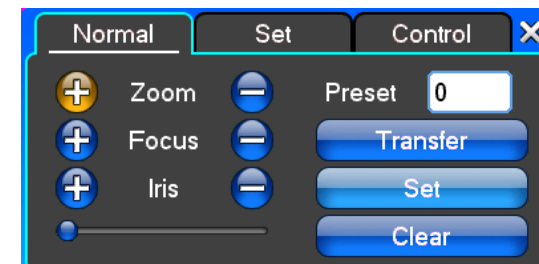 Normal Set Control
Zoom Preset 0
Focus Transfer
Iris Set
Clear